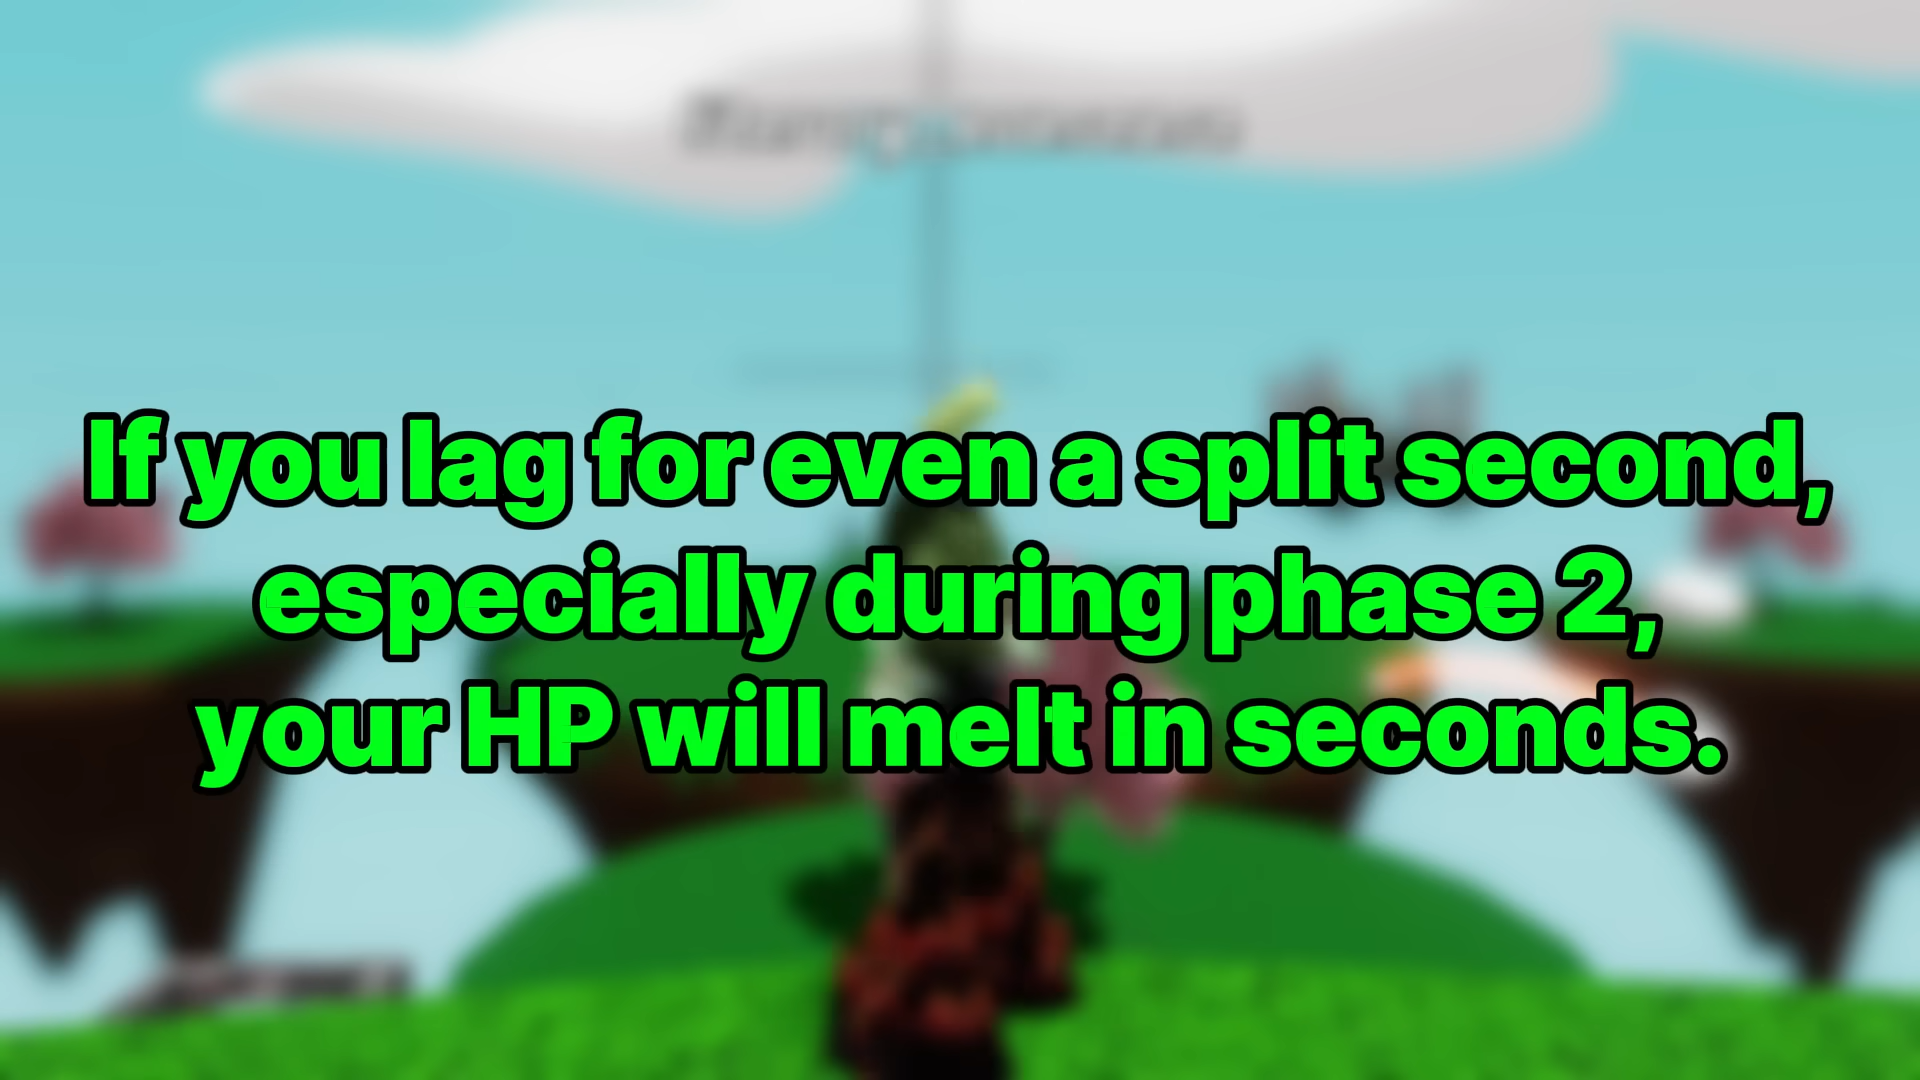 If you lag for even a split second,
especially during phase 2,
your HP will melt in seconds.